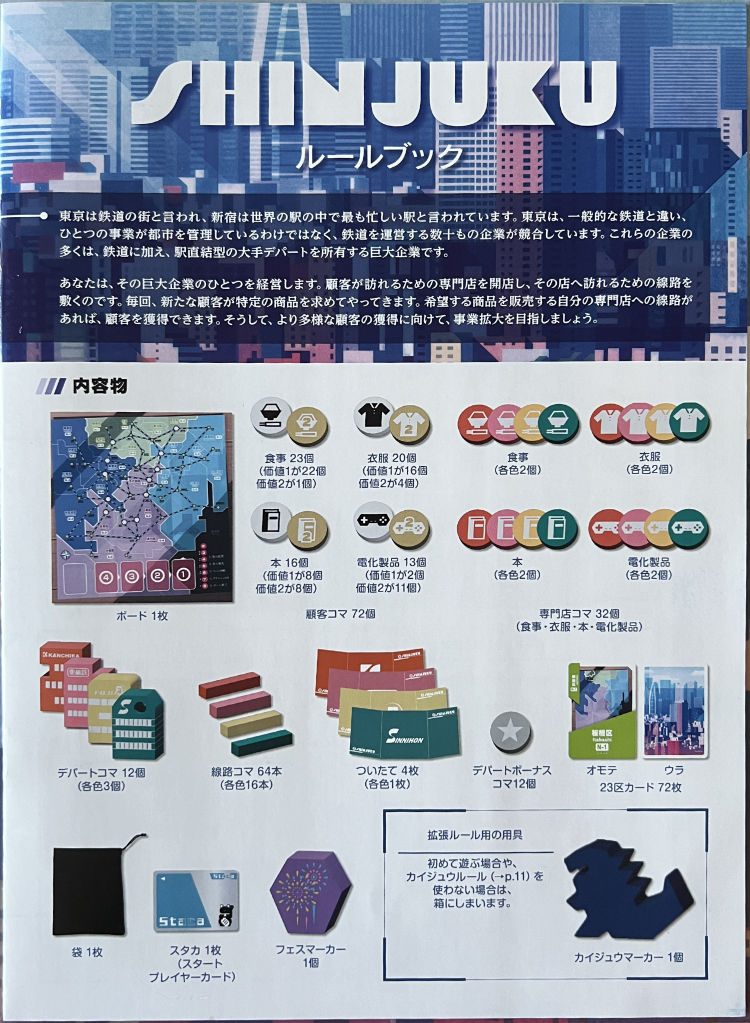 SHINJUKU
ルールブック
東京は鉄道の街と言われ、新宿は世界の駅の中で最も忙しい駅と言われています。東京は、一般的な鉄道と違い、
ひとつの事業が都市を管理しているわけではなく、鉄道を運営する数十もの企業が競合しています。これらの企業の
多くは、鉄道に加え、駅直結型の大手デパートを所有する巨大企業です。
あなたは、その巨大企業のひとつを経営します。顧客が訪れるための専門店を開店し、その店へ訪れるための線路を
敷くのです。毎回、新たな顧客が特定の商品を求めてやってきます。希望する商品を販売する自分の専門店への線路が
あれば、顧客を獲得できます。そうして、より多様な顧客の獲得に向けて、事業拡大を目指しましょう。
内容物
4 3 2 1
ボード 1枚
2
食事 23個
(価値1が22個
価値2が1個)
2
衣服 20個
(価値1が16個
価値2が4個)
2
本 16個
(価値1が8個
価値2が8個)
2
電化製品 13個
(価値1が2個
価値2が11個)
顧客コマ 72個
食事
(各色2個)
衣服
(各色2個)
本
(各色2個)
電化製品
(各色2個)
専門店コマ 32個
(食事・衣服・本・電化製品)
KANCHIKA
デパートコマ 12個
(各色3個)
線路コマ 64本
(各色16本)
SINNIHON
ついたて 4枚
(各色1枚)
デパートボーナス
コマ12個
板橋区
Itabashi
N-1
オモテ
ウラ
23区カード 72枚
袋 1枚
Staca
Staca
スタカ 1枚
(スタート
プレイヤーカード)
フェスマーカー
1個
拡張ルール用の用具
初めて遊ぶ場合や、
カイジュウルール(→p.11)を
使わない場合は、
箱にしまいます。
カイジュウマーカー 1個